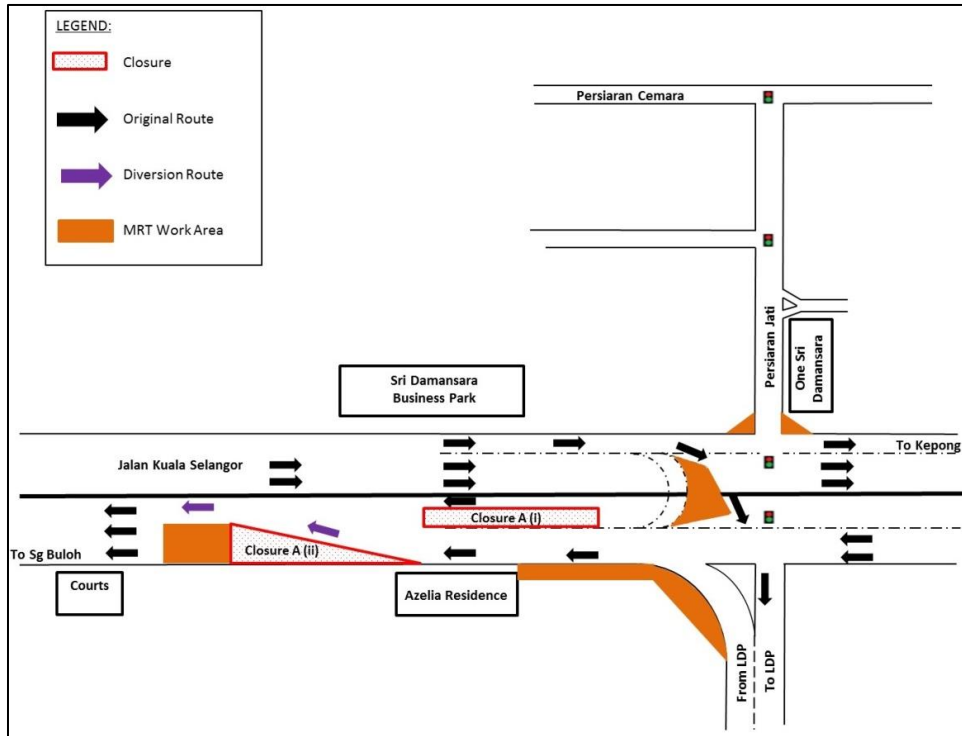 LEGEND:
Closure
Original Route
Diversion Route
MRT Work Area
Persiaran Cemara
Persiaran Jati
One Sri
Damansara
Sri Damansara
Business Park
To Kepong
Jalan Kuala Selangor
Closure A (i)
Closure A (ii)
To Sg Buloh
Courts
Azelia Residence
From LDP
To LDP